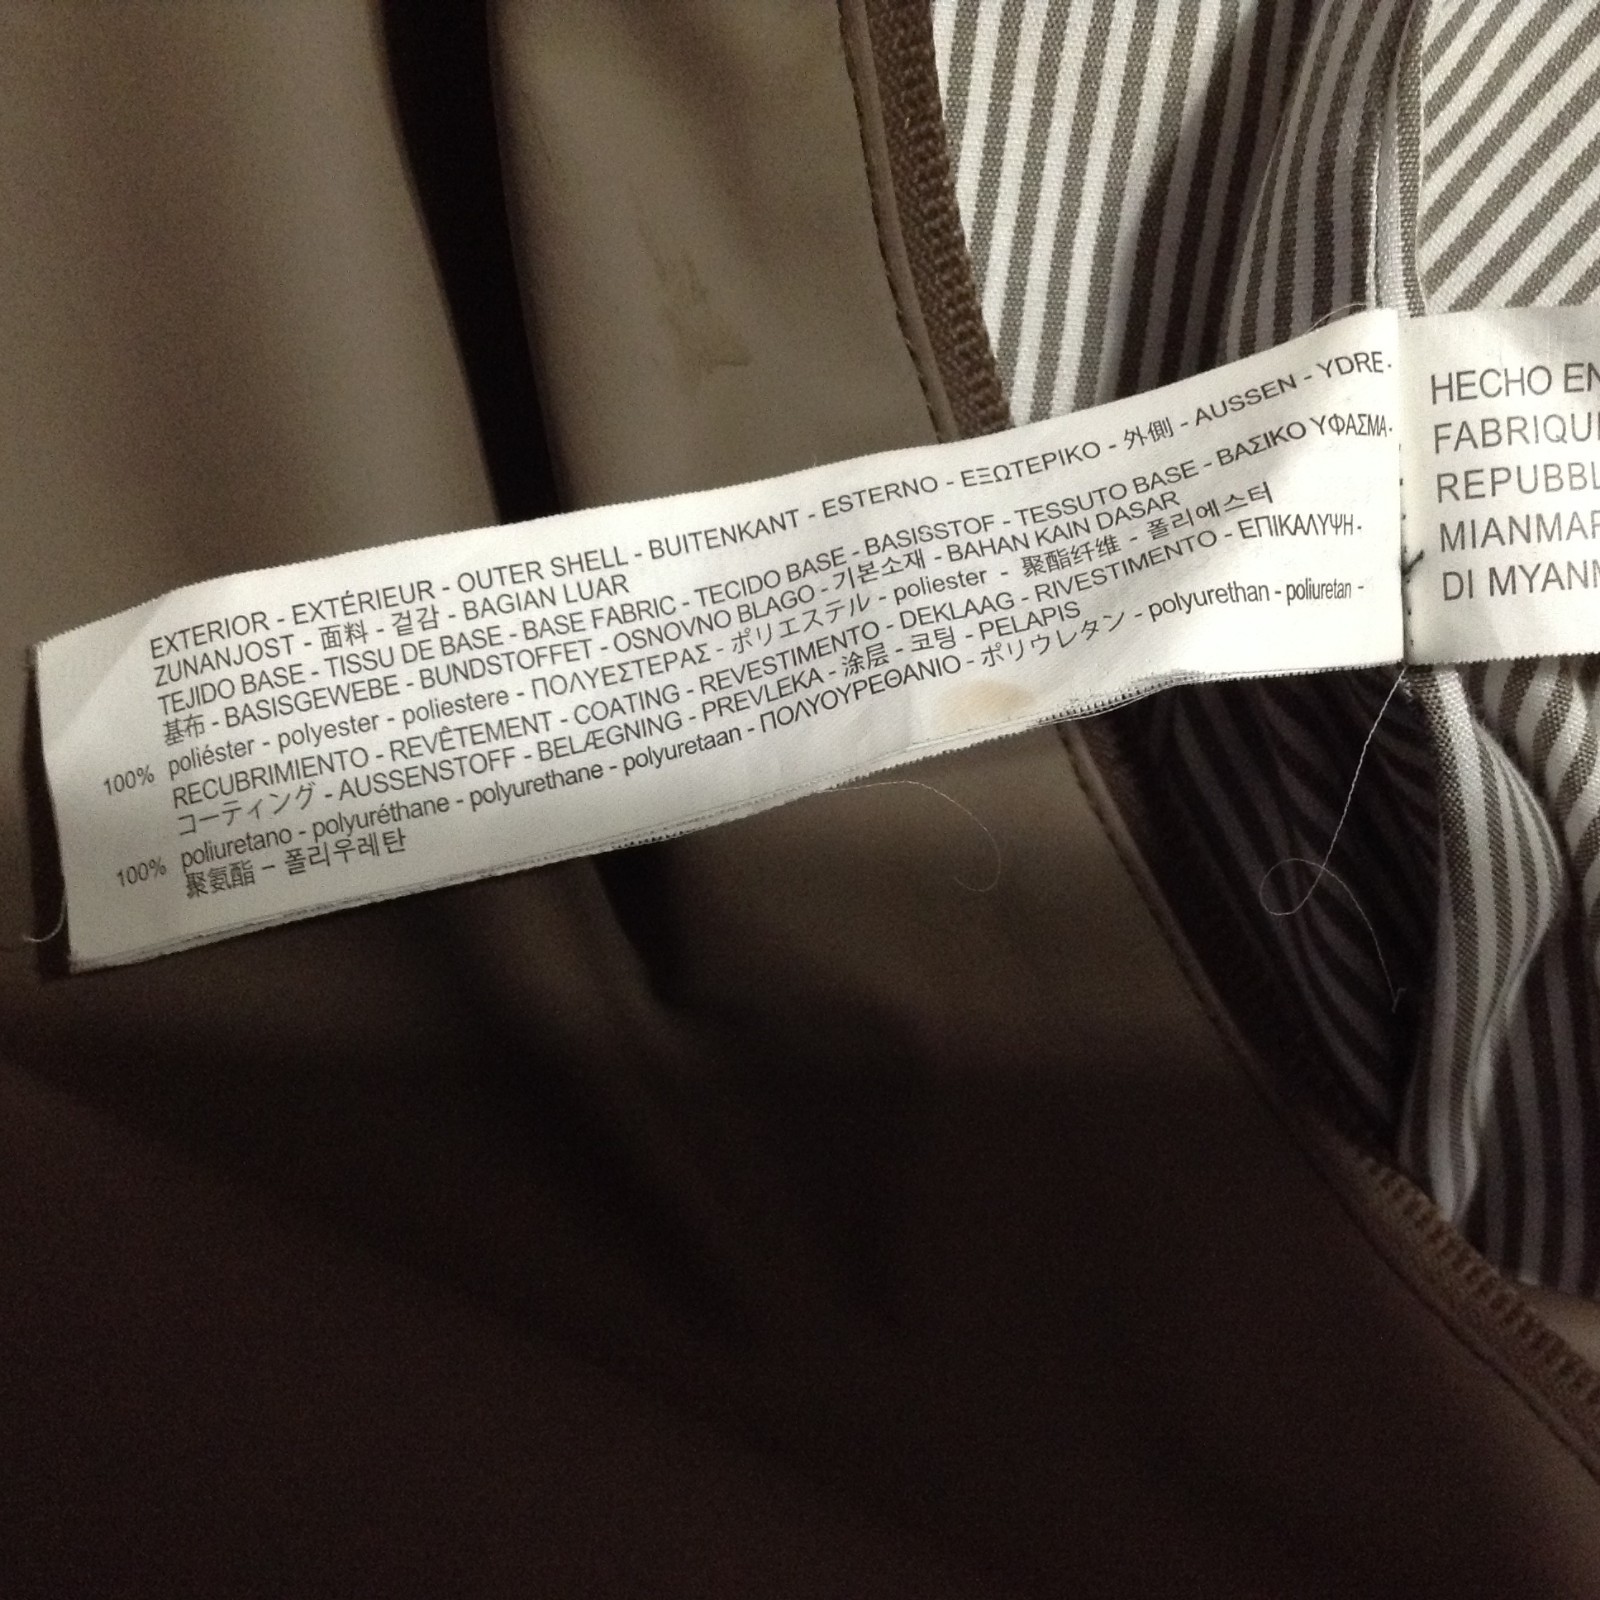 EXTERIOR - EXTÉRIEUR - OUTER SHELL - BUITENKANT - ESTERNO - ΕΞΩΤΕΡΙΚΟ - 外側 - AUSSEN - YDRE -
ZUNANJOST - 面料 - 겉감 - BAGIAN LUAR
TEJIDO BASE - TISSU DE BASE - BASE FABRIC - TECIDO BASE - BASISSTOF - TESSUTO BASE - ΒΑΣΙΚΟ ΥΦΑΣΜΑ -
基布 - BASISGEWEBE - BUNDSTOFFET - OSNOVNO BLAGO - 기본소재 - BAHAN KAIN DASAR
100% poliéster - polyester - poliestere - ΠΟΛΥΕΣΤΕΡΑΣ - ポリエステル - poliester - 聚酯纤维 - 폴리에스터
RECUBRIMIENTO - REVÊTEMENT - COATING - REVESTIMENTO - DEKLAAG - RIVESTIMENTO - ΕΠΙΚΑΛΥΨΗ -
コーティング - AUSSENSTOFF - BELÆGNING - PREVLEKA - 涂层 - 코팅 - PELAPIS
100% poliuretano - polyuréthane - polyurethane - polyuretaan - ΠΟΛΥΟΥΡΕΘΑΝΙΟ - ポリウレタン - polyurethan - poliuretan -
聚氨酯 - 폴리우레탄
HECHO EN
FABRIQU
REPUBBL
MIANMAR
DI MYANM